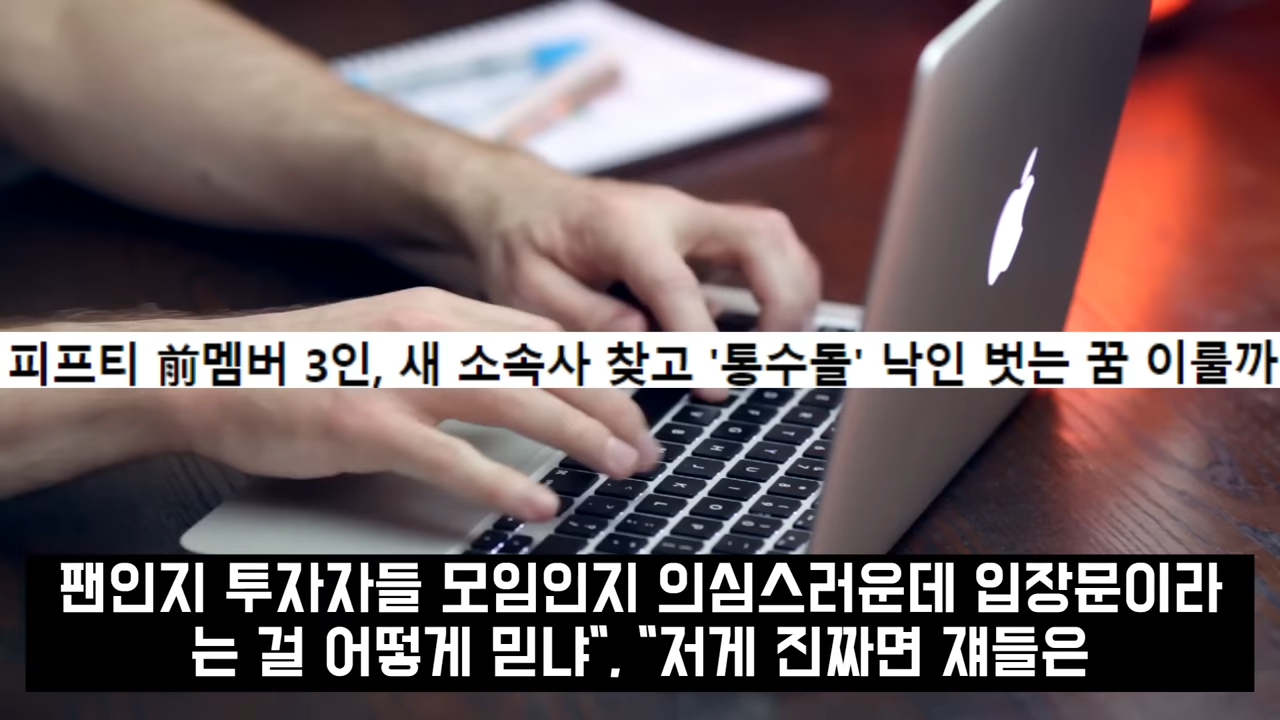 피프티 前멤버 3인, 새 소속사 찾고 '통수돌' 낙인 벗는 꿈 이룰까
팬인지 투자자들 모임인지 의심스러운데 입장문이라
는 걸 어떻게 믿냐", "저게 진짜면 쟤들은